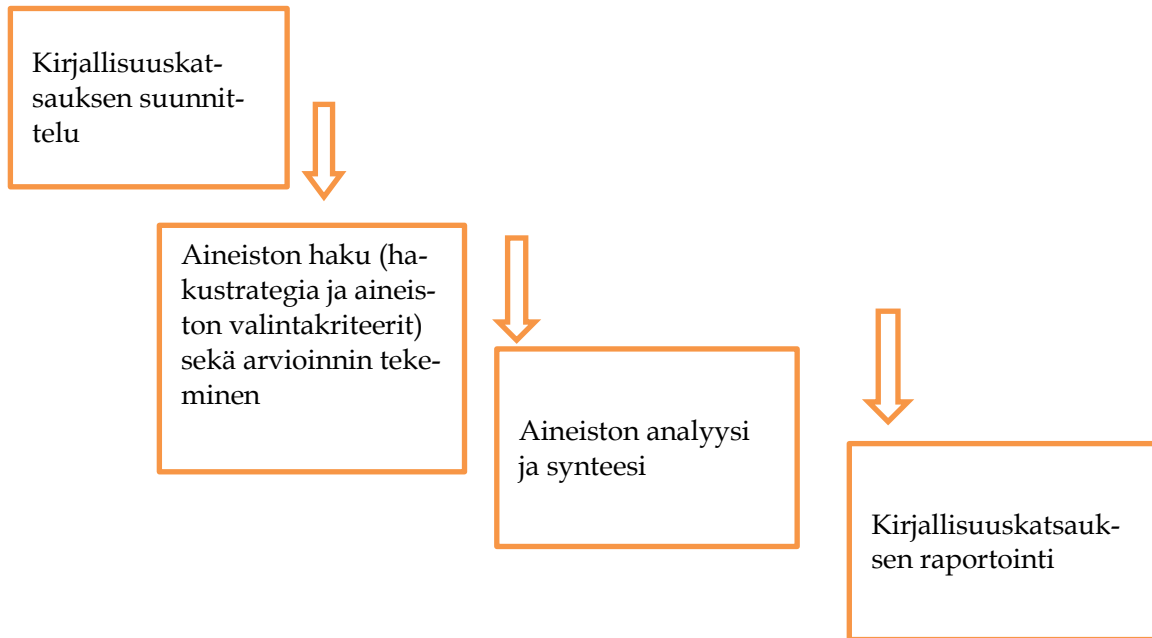 Kirjallisuuskat-
sauksen suunnit-
telu
Aineiston haku (ha-
kustrategia ja aineis-
ton valintakriteerit)
sekä arvioinnin teke-
minen
Aineiston analyysi
ja synteesi
Kirjallisuuskatsauk-
sen raportointi